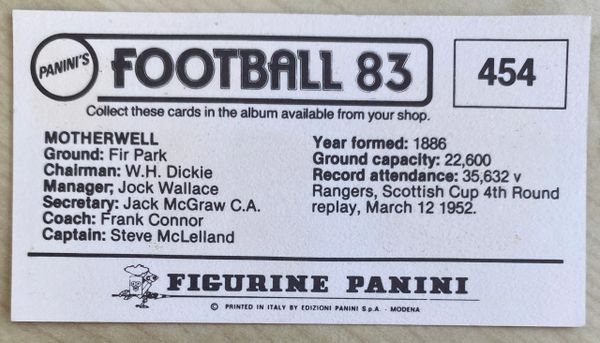 PANINI'S
FOOTBALL 83
454
Collect these cards in the album available from your shop.
MOTHERWELL
Ground: Fir Park
Chairman: W.H. Dickie
Manager; Jock Wallace
Secretary: Jack McGraw C.A.
Coach: Frank Connor
Captain: Steve McLelland
Year formed: 1886
Ground capacity: 22,600
Record attendance: 35,632 v
Rangers, Scottish Cup 4th Round
replay, March 12 1952.
FIGURINE PANINI
© PRINTED IN ITALY BY EDIZIONI PANINI S.p.A. - MODENA